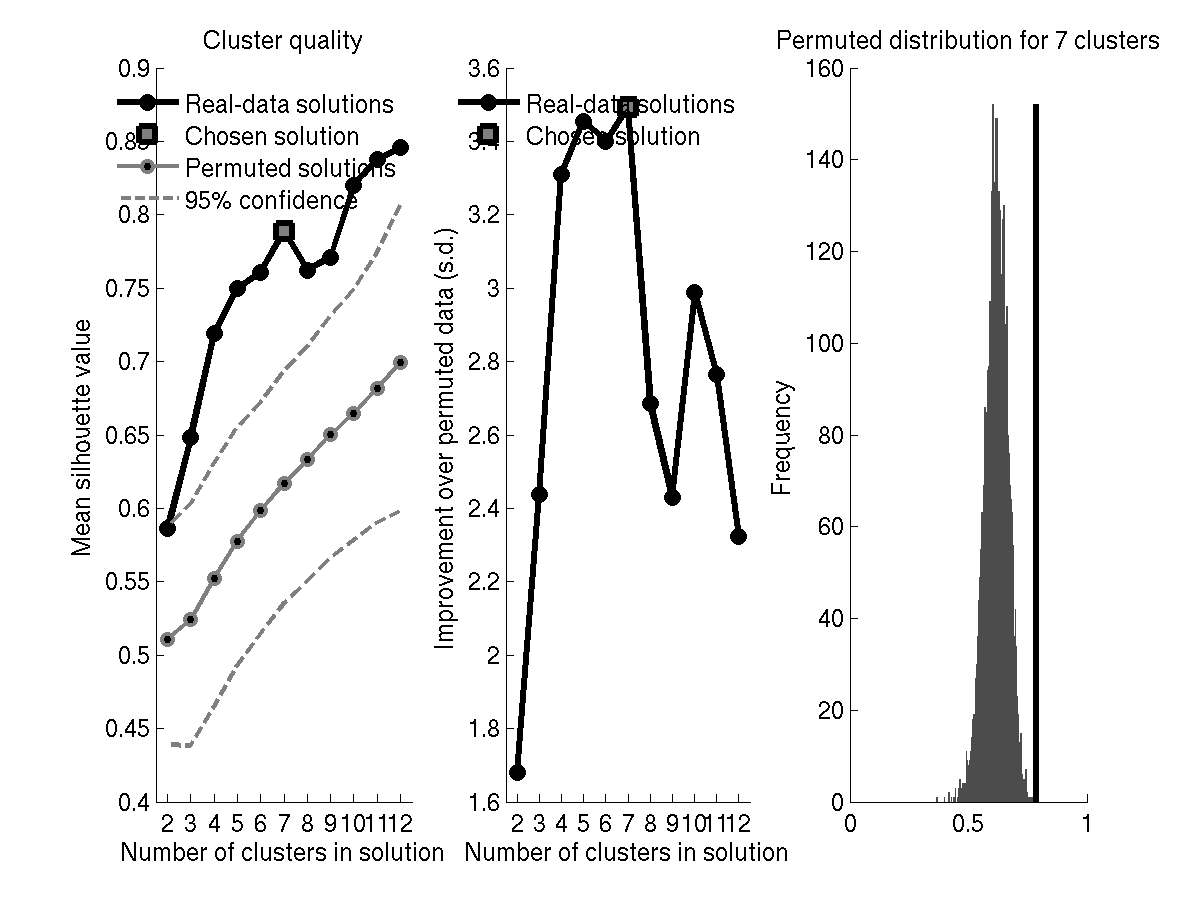 Cluster quality
0.9
0.85
0.8
0.75
0.7
0.65
0.6
0.55
0.5
0.45
0.4
Mean silhouette value
Real-data solutions
Chosen solution
Permuted solutions
95% confidence
2 3 4 5 6 7 8 9 10 11 12
Number of clusters in solution
3.6
3.4
3.2
3
2.8
2.6
2.4
2.2
2
1.8
1.6
Improvement over permuted data (s.d.)
Real-data solutions
Chosen solution
2 3 4 5 6 7 8 9 10 11 12
Number of clusters in solution
Permuted distribution for 7 clusters
160
140
120
100
80
60
40
20
0
Frequency
0 0.5 1